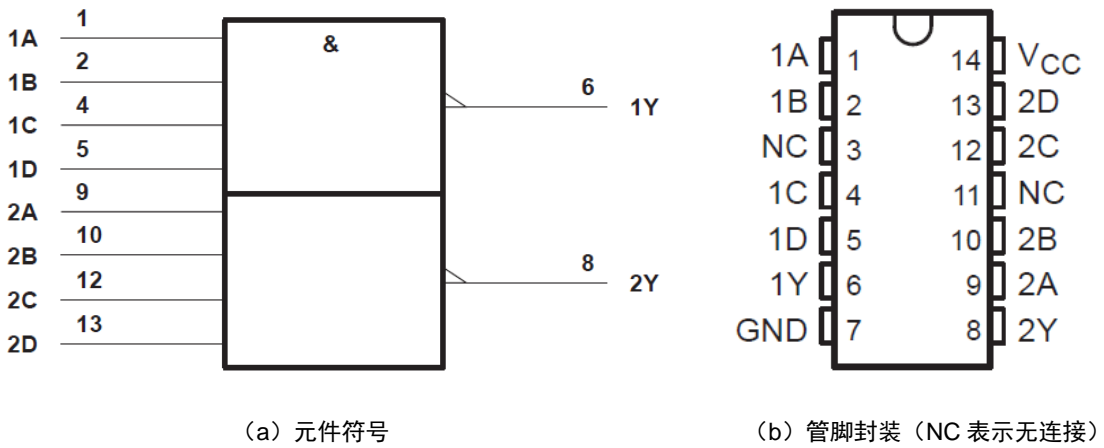 1A 1
1B 2
1C 4
1D 5
2A 9
2B 10
2C 12
2D 13
&
6 1Y
8 2Y
1A 1 14 VCC
1B 2 13 2D
NC 3 12 2C
1C 4 11 NC
1D 5 10 2B
1Y 6 9 2A
GND 7 8 2Y
（a）元件符号
（b）管脚封装（NC 表示无连接）